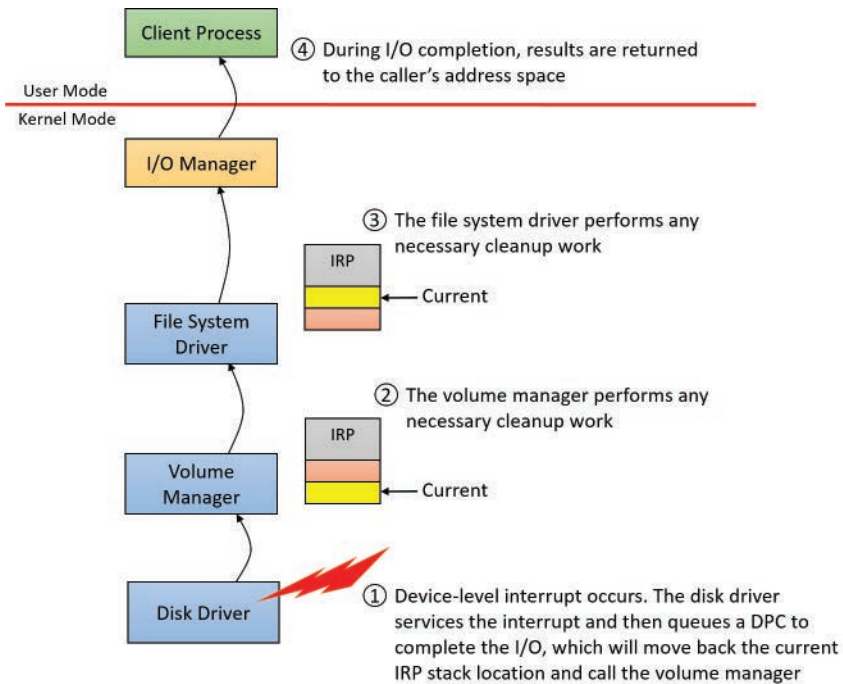 Client Process
④ During I/O completion, results are returned
to the caller's address space
User Mode
Kernel Mode
I/O Manager
③ The file system driver performs any
necessary cleanup work
IRP
Current
File System
Driver
② The volume manager performs any
necessary cleanup work
IRP
Current
Volume
Manager
Disk Driver
① Device-level interrupt occurs. The disk driver
services the interrupt and then queues a DPC to
complete the I/O, which will move back the current
IRP stack location and call the volume manager